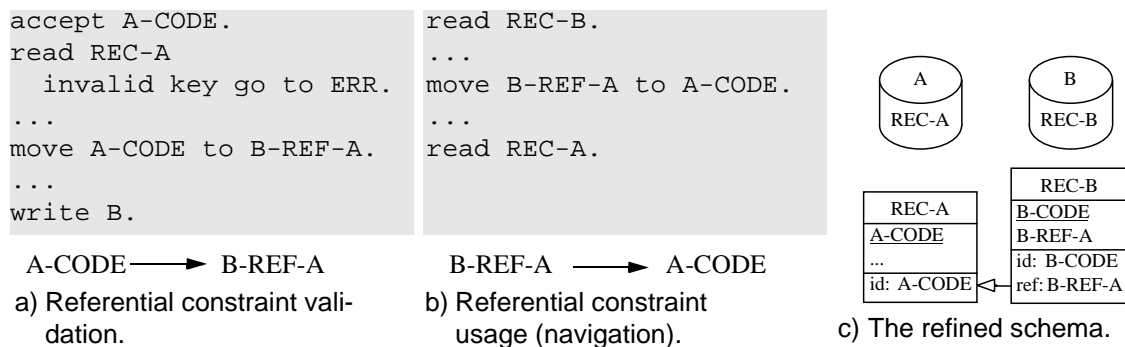 accept A-CODE.
read REC-A
invalid key go to ERR.
...
move A-CODE to B-REF-A.
...
write B.
A-CODE B-REF-A
a) Referential constraint vali-
dation.
read REC-B.
...
move B-REF-A to A-CODE.
...
read REC-A.
B-REF-A A-CODE
b) Referential constraint
usage (navigation).
A
REC-A
B
REC-B
REC-A
A-CODE
...
id: A-CODE
REC-B
B-CODE
B-REF-A
id: B-CODE
ref: B-REF-A
c) The refined schema.